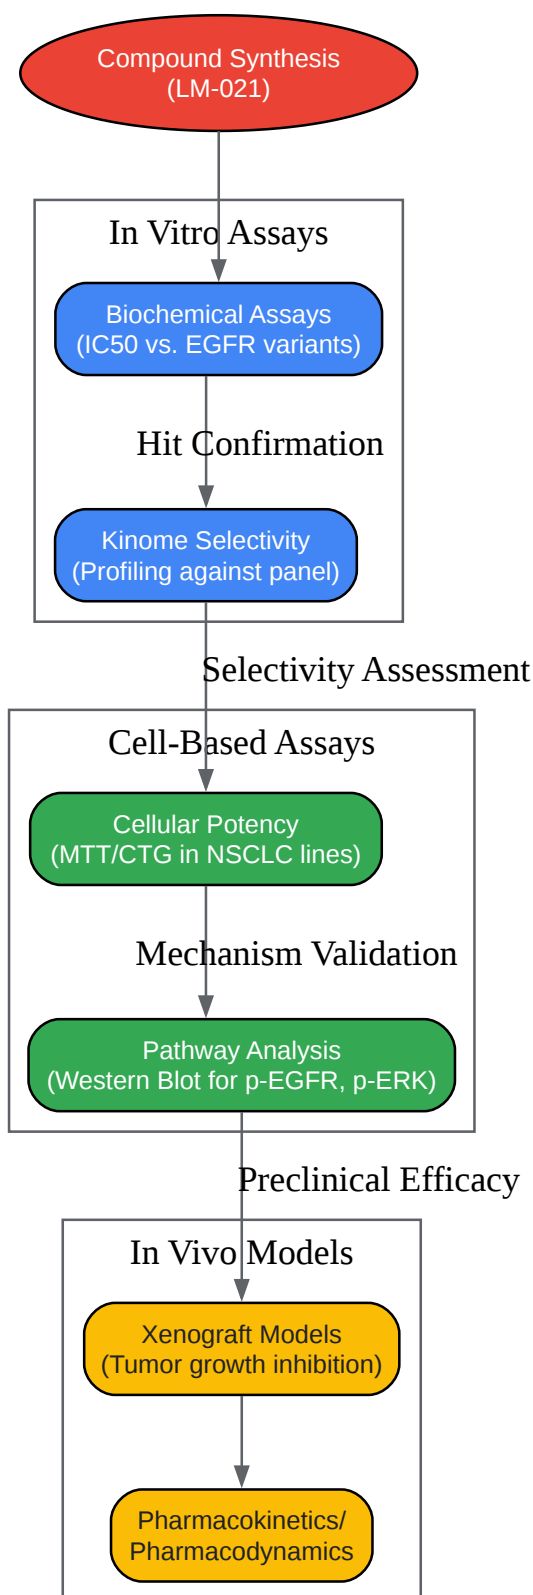 Compound Synthesis
(LM-021)
In Vitro Assays
Biochemical Assays
(IC50 vs. EGFR variants)
Hit Confirmation
Kinome Selectivity
(Profiling against panel)
Selectivity Assessment
Cell-Based Assays
Cellular Potency
(MTT/CTG in NSCLC lines)
Mechanism Validation
Pathway Analysis
(Western Blot for p-EGFR, p-ERK)
Preclinical Efficacy
In Vivo Models
Xenograft Models
(Tumor growth inhibition)
Pharmacokinetics/
Pharmacodynamics